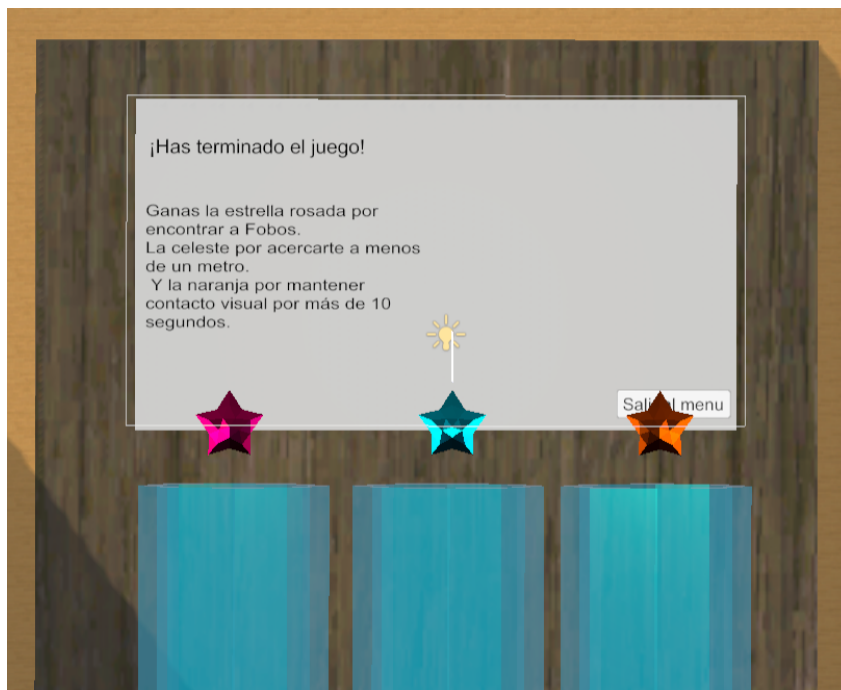 ¡Has terminado el juego!
Ganas la estrella rosada por
encontrar a Fobos.
La celeste por acercarte a menos
de un metro.
Y la naranja por mantener
contacto visual por más de 10
segundos.
menu